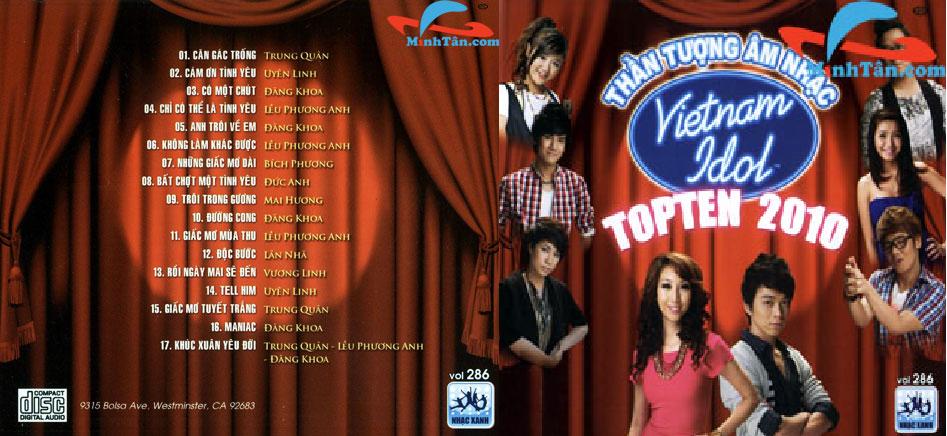 MinhTân.com
01. CĂN GÁC TRỐNG TRUNG QUÂN
02. CÁM ƠN TÌNH YÊU UYÊN LINH
03. CÓ MỘT CHÚT ĐĂNG KHOA
04. CHỈ CÓ THỂ LÀ TÌNH YÊU LỀU PHƯƠNG ANH
05. ANH TRÔI VỀ EM ĐĂNG KHOA
06. KHÔNG LÀM KHÁC ĐƯỢC LỀU PHƯƠNG ANH
07. NHỮNG GIẤC MƠ DÀI BÍCH PHƯƠNG
08. BẤT CHỢT MỘT TÌNH YÊU ĐỨC ANH
09. TRÔI TRONG GƯƠNG MAI HƯƠNG
10. ĐƯỜNG CONG ĐĂNG KHOA
11. GIẤC MƠ MÙA THU LỀU PHƯƠNG ANH
12. ĐỘC BƯỚC LÂN NHÃ
13. RỒI NGÀY MAI SẼ ĐẾN VƯƠNG LINH
14. TELL HIM UYÊN LINH
15. GIẤC MƠ TUYẾT TRẮNG TRUNG QUÂN
16. MANIAC ĐĂNG KHOA
17. KHÚC XUÂN YÊU ĐỜI TRUNG QUÂN - LỀU PHƯƠNG ANH
- ĐĂNG KHOA
COMPACT
disc
DIGITAL AUDIO
9315 Bolsa Ave. Westminster, CA 92683
vol 286
NHẠC XANH
MinhTân.com
THẦN TƯỢNG ÂM NHẠC
Vietnam
Idol
TOPTEN 2010
vol 286
NHẠC XANH